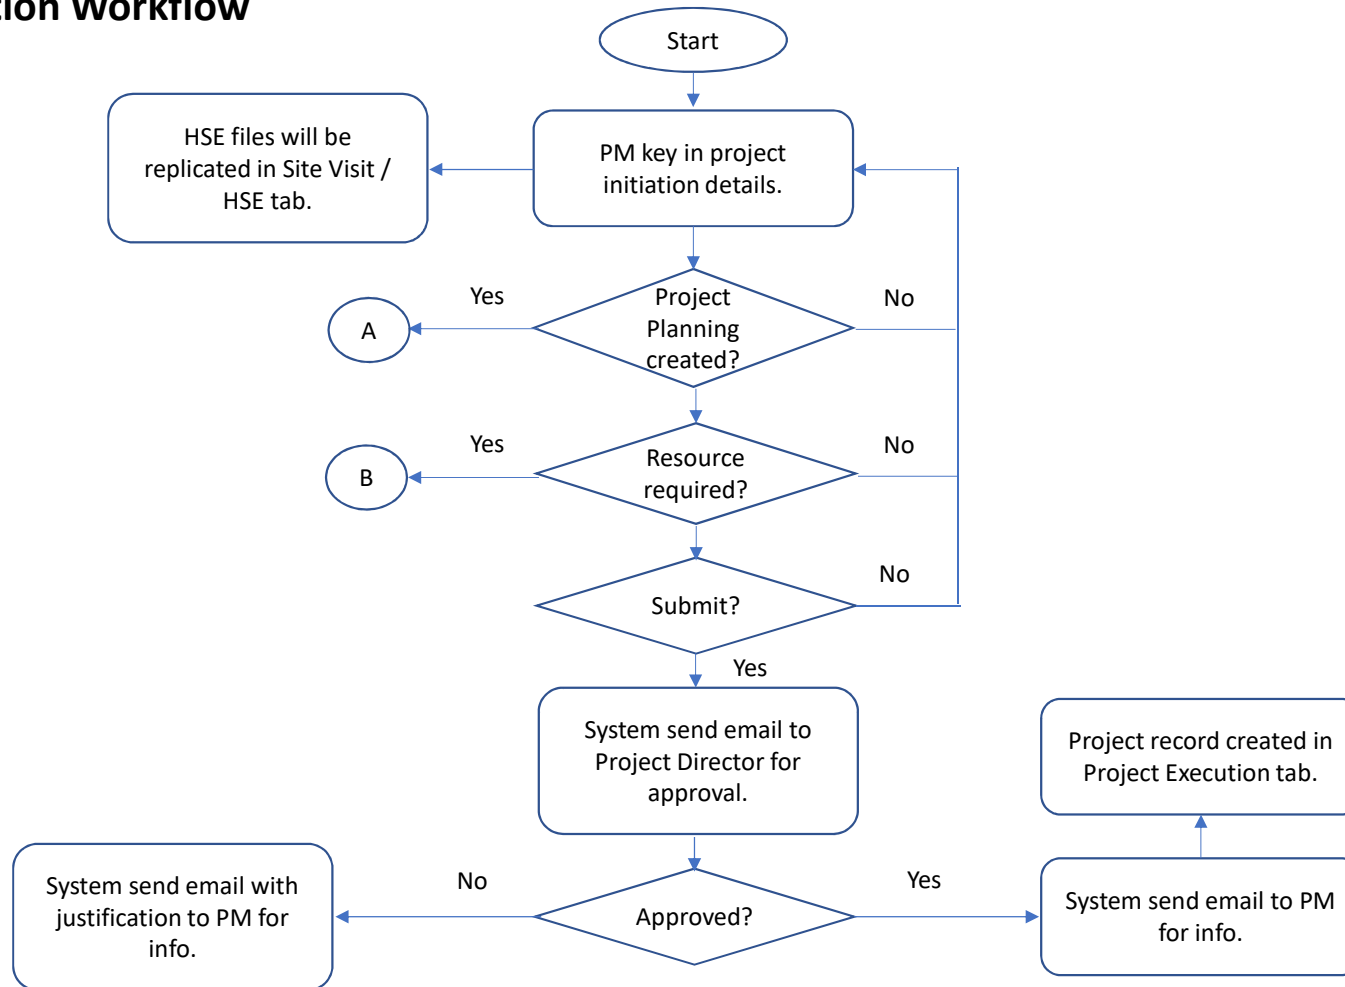 tion Workflow
Start
HSE files will be
replicated in Site Visit /
HSE tab.
PM key in project
initiation details.
Yes
Project
Planning
created?
No
A
Yes
Resource
required?
No
B
Submit?
No
Yes
System send email to
Project Director for
approval.
Project record created in
Project Execution tab.
System send email with
justification to PM for
info.
No
Approved?
Yes
System send email to PM
for info.